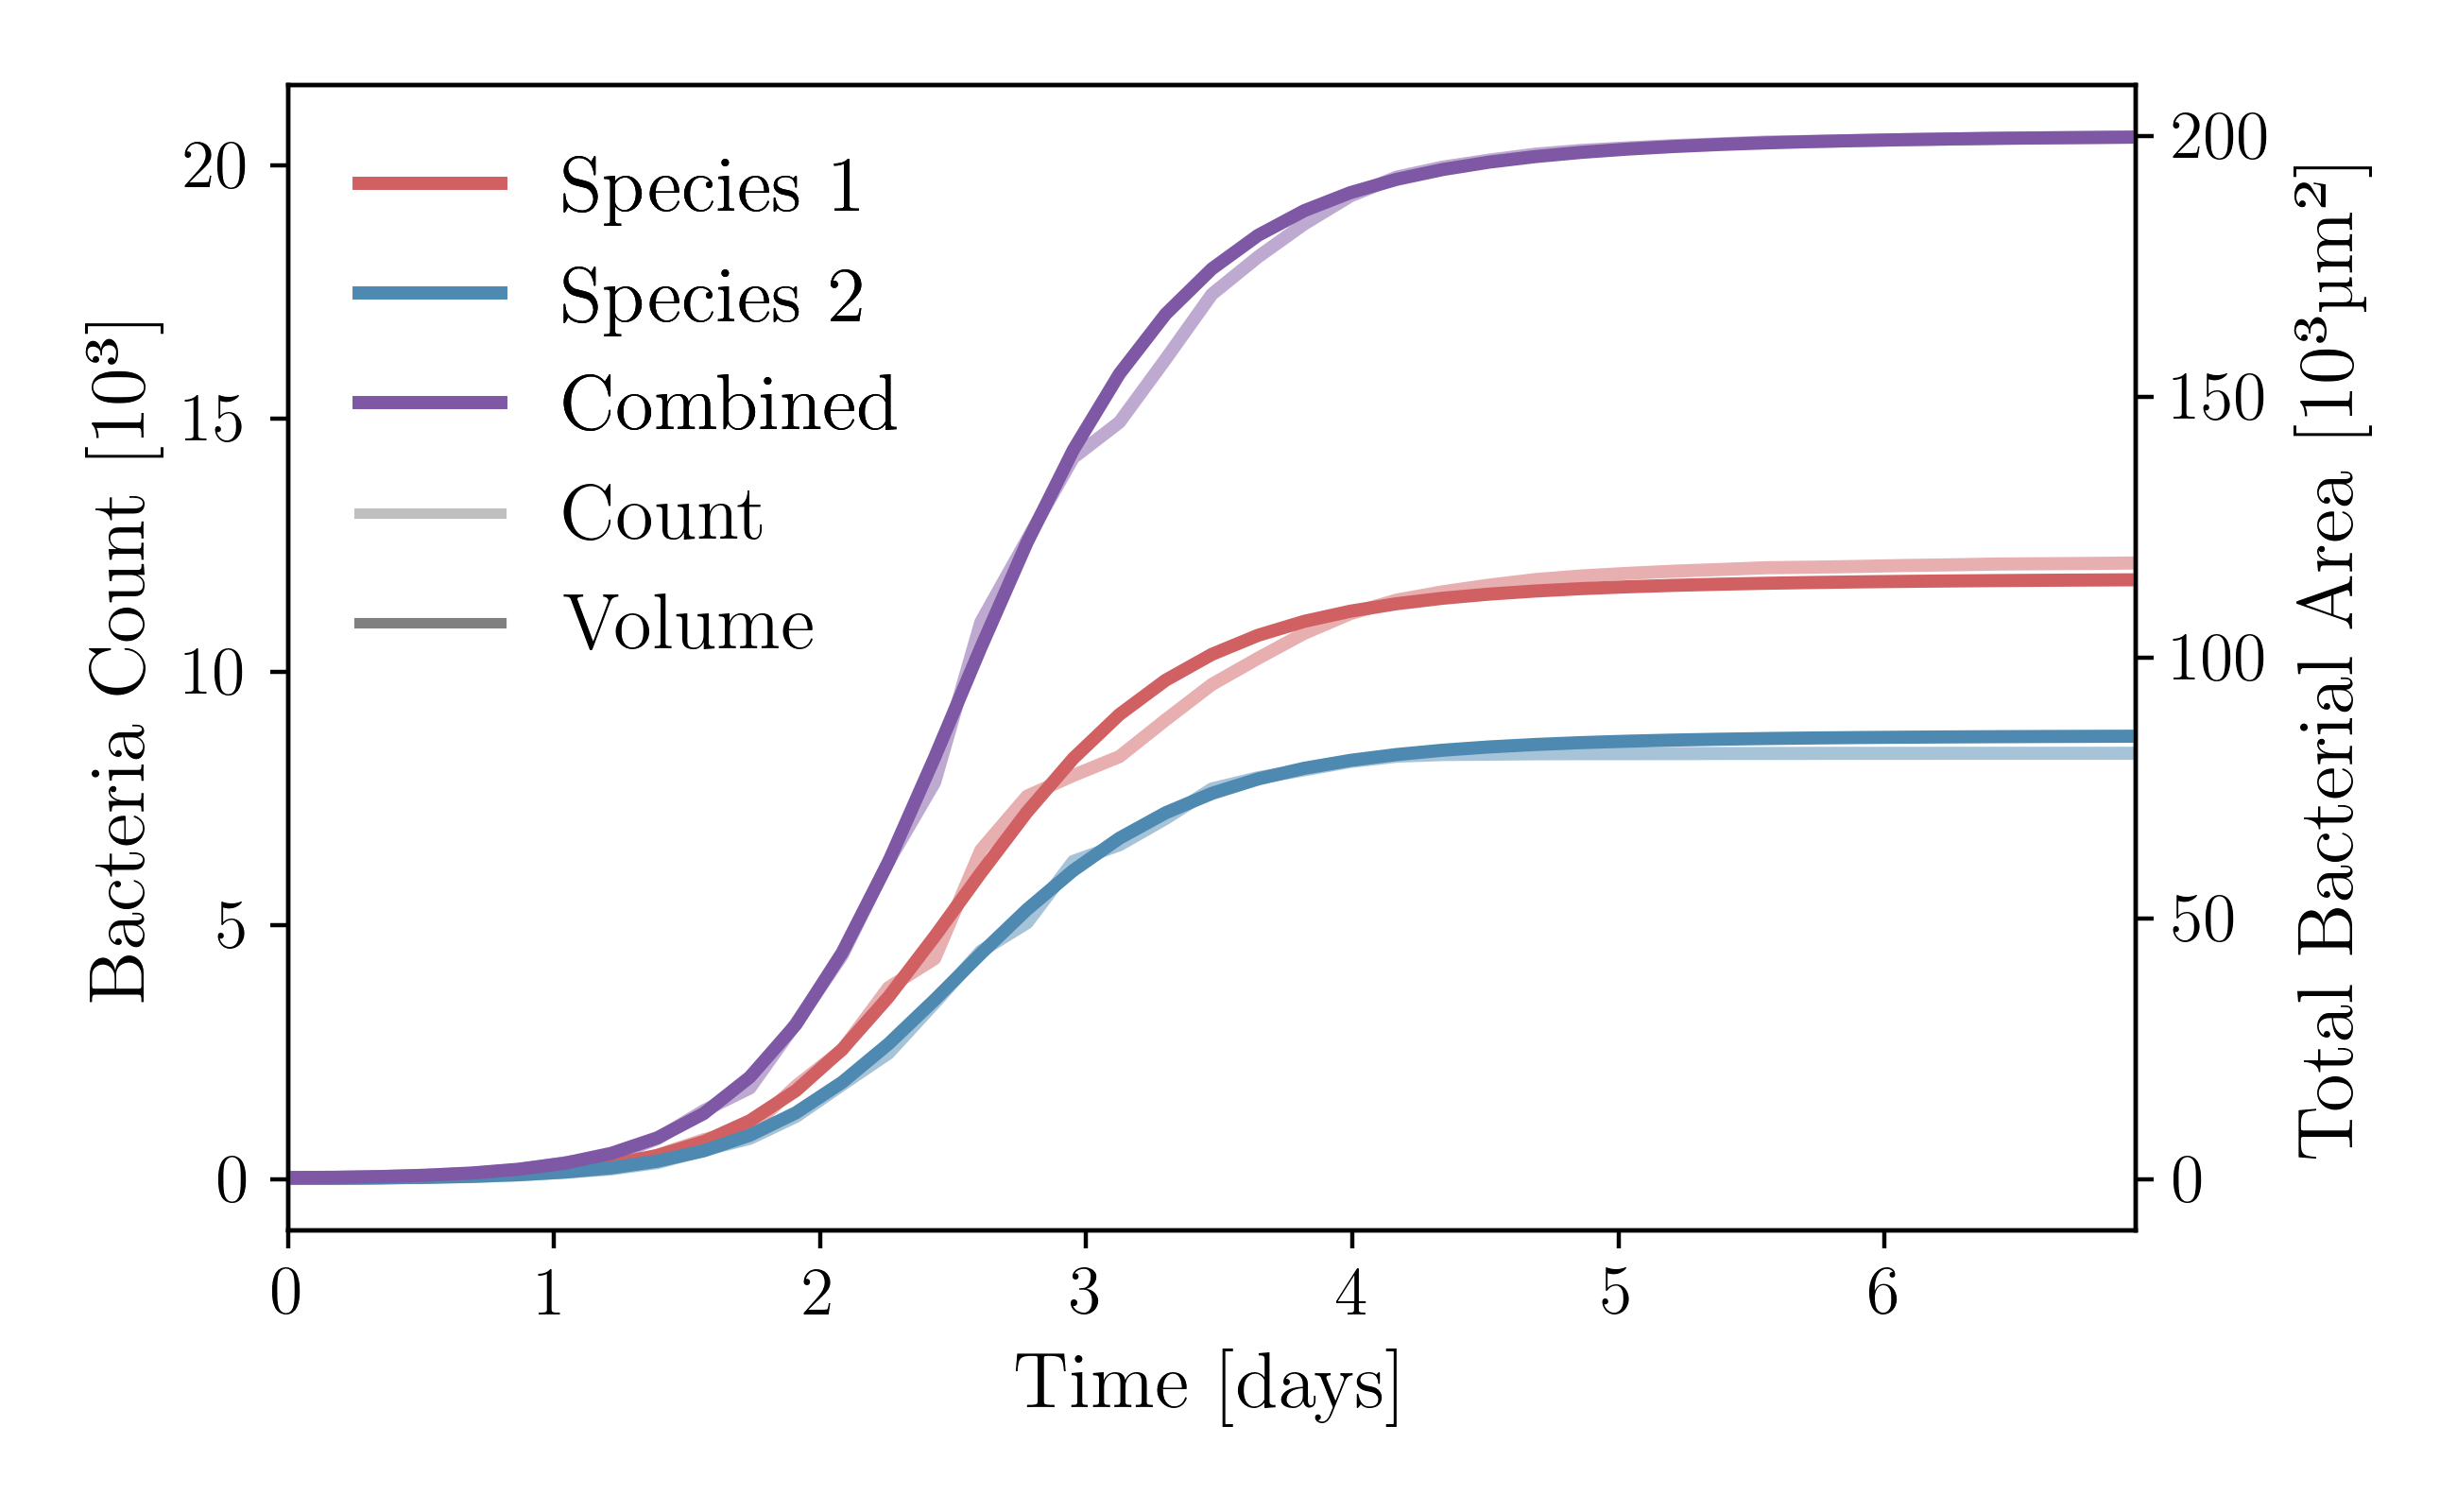 Species 1
Species 2
Combined
Count
Volume
Bacteria Count [10³]
20
15
10
5
0
Total Bacterial Area [10³µm²]
200
150
100
50
0
0 1 2 3 4 5 6
Time [days]